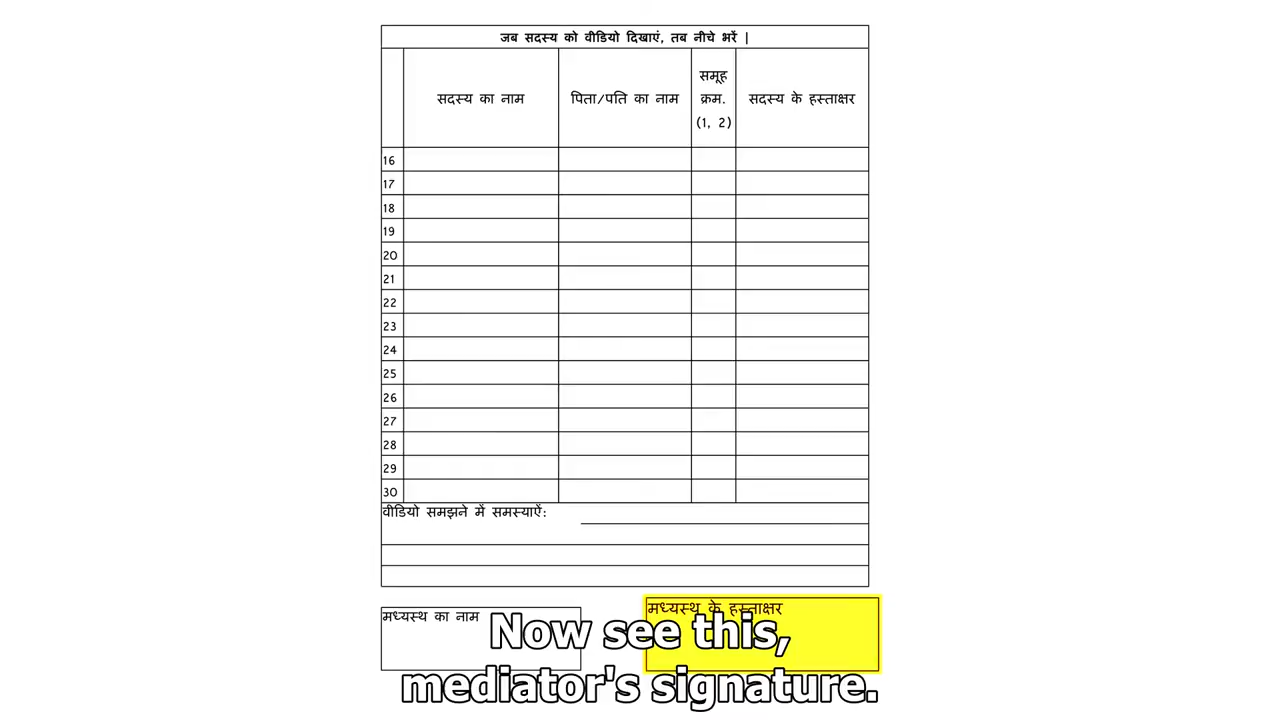 जब सदस्य को वीडियो दिखाएं, तब नीचे भरें |
सदस्य का नाम
पिता/पति का नाम
समूह
क्रम.
(1, 2)
सदस्य के हस्ताक्षर
16
17
18
19
20
21
22
23
24
25
26
27
28
29
30
वीडियो समझने में समस्याऐं:
मध्यस्थ का नाम
मध्यस्थ के हस्ताक्षर
Now see this,
mediator's signature.